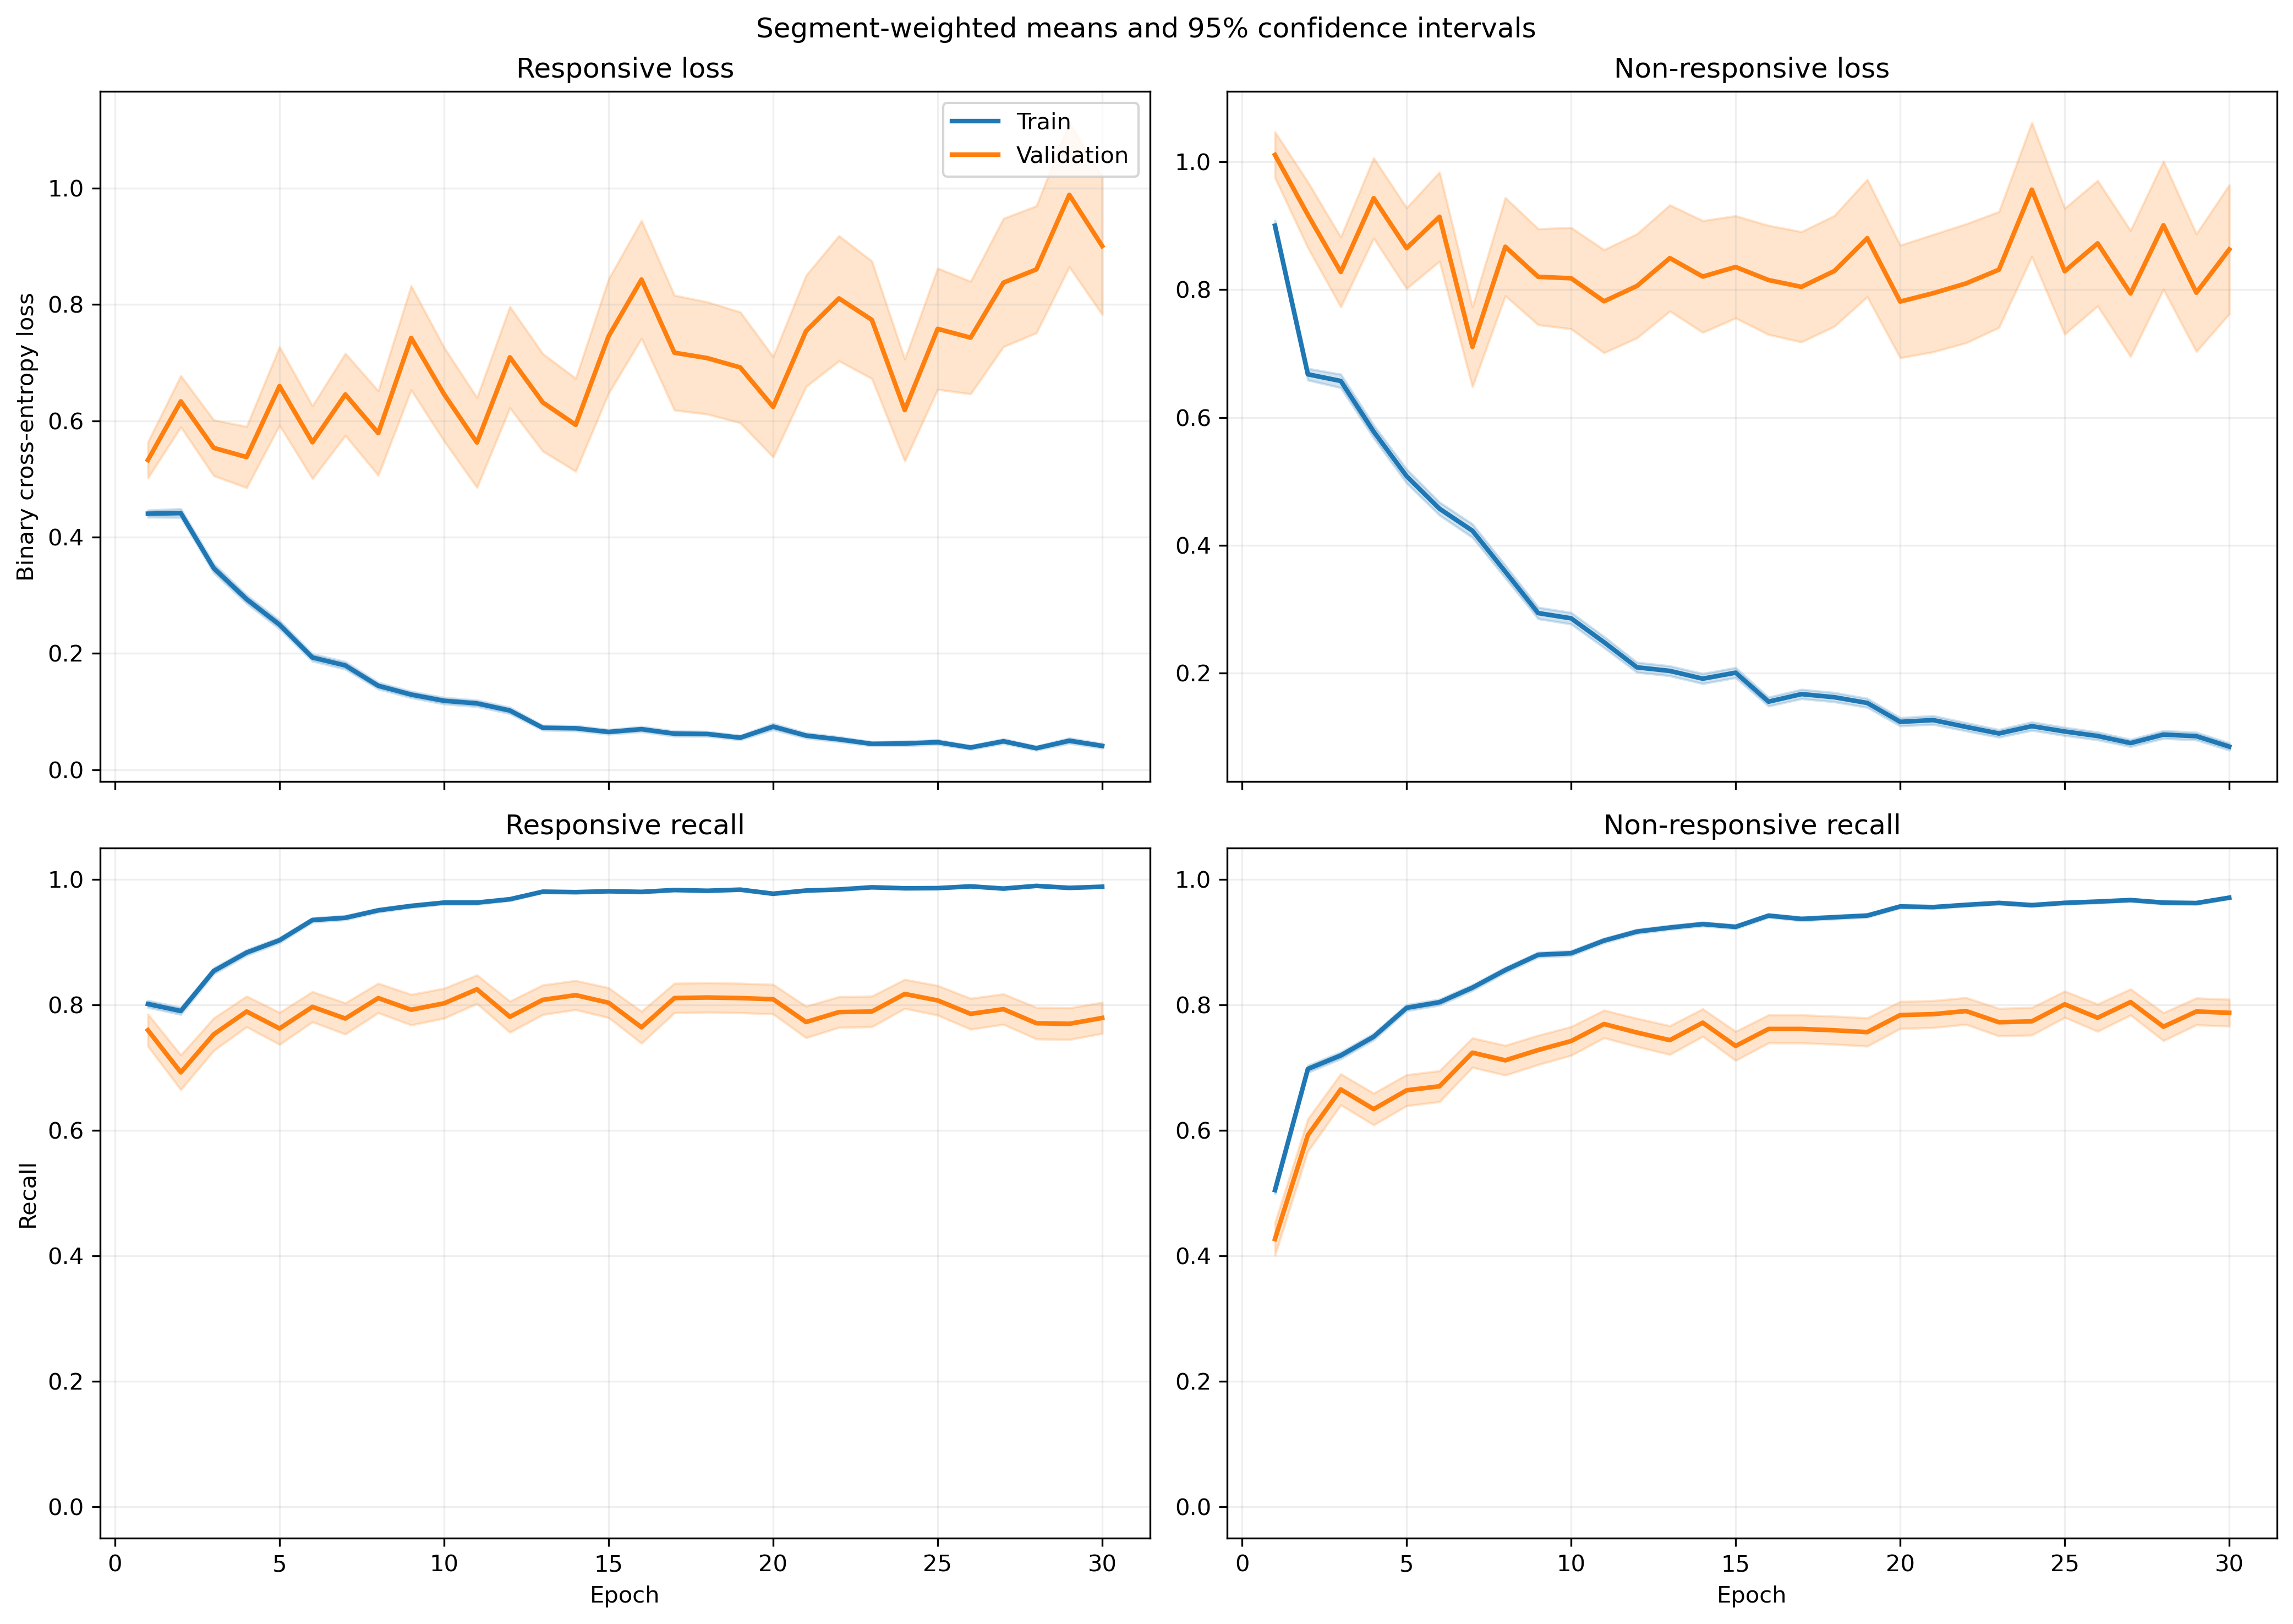 Segment-weighted means and 95% confidence intervals
Responsive loss
Non-responsive loss
Train
Validation
Binary cross-entropy loss
1.0
0.8
0.6
0.4
0.2
0.0
1.0
0.8
0.6
0.4
0.2
Responsive recall
Non-responsive recall
Recall
1.0
0.8
0.6
0.4
0.2
0.0
0 5 10 15 20 25 30
Epoch
1.0
0.8
0.6
0.4
0.2
0.0
0 5 10 15 20 25 30
Epoch